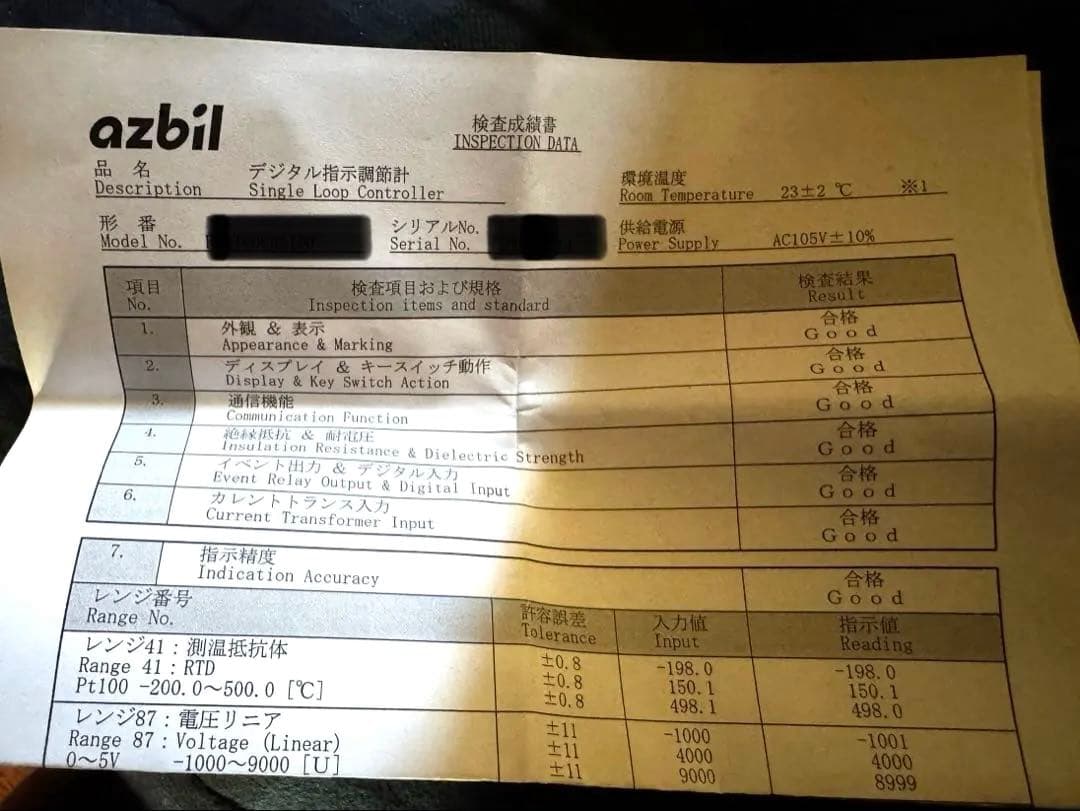 azbil
検査成績書
INSPECTION DATA
品 名 デジタル指示調節計 環境温度
Description Single Loop Controller Room Temperature 23±2 ℃ ※1
形 番 シリアルNo. 供給電源
Model No. Serial No. Power Supply AC105V±10%
項目 検査項目および規格 検査結果
No. Inspection items and standard Result
1. 外観 & 表示 合格
Appearance & Marking Good
2. ディスプレイ & キースイッチ動作 合格
Display & Key Switch Action Good
3. 通信機能 合格
Communication Function Good
4. 絶縁抵抗 & 耐電圧 合格
Insulation Resistance & Dielectric Strength Good
5. イベント出力 & デジタル入力 合格
Event Relay Output & Digital Input Good
6. カレントトランス入力 合格
Current Transformer Input Good
7. 指示精度 合格
Indication Accuracy Good
レンジ番号 許容誤差 入力値 指示値
Range No. Tolerance Input Reading
レンジ41:測温抵抗体 ±0.8 -198.0 -198.0
Range 41:RTD ±0.8 150.1 150.1
Pt100 -200.0～500.0 [℃] ±0.8 498.1 498.0
レンジ87:電圧リニア ±11 -1000 -1001
Range 87:Voltage (Linear) ±11 4000 4000
0～5V -1000～9000 [U] ±11 9000 8999